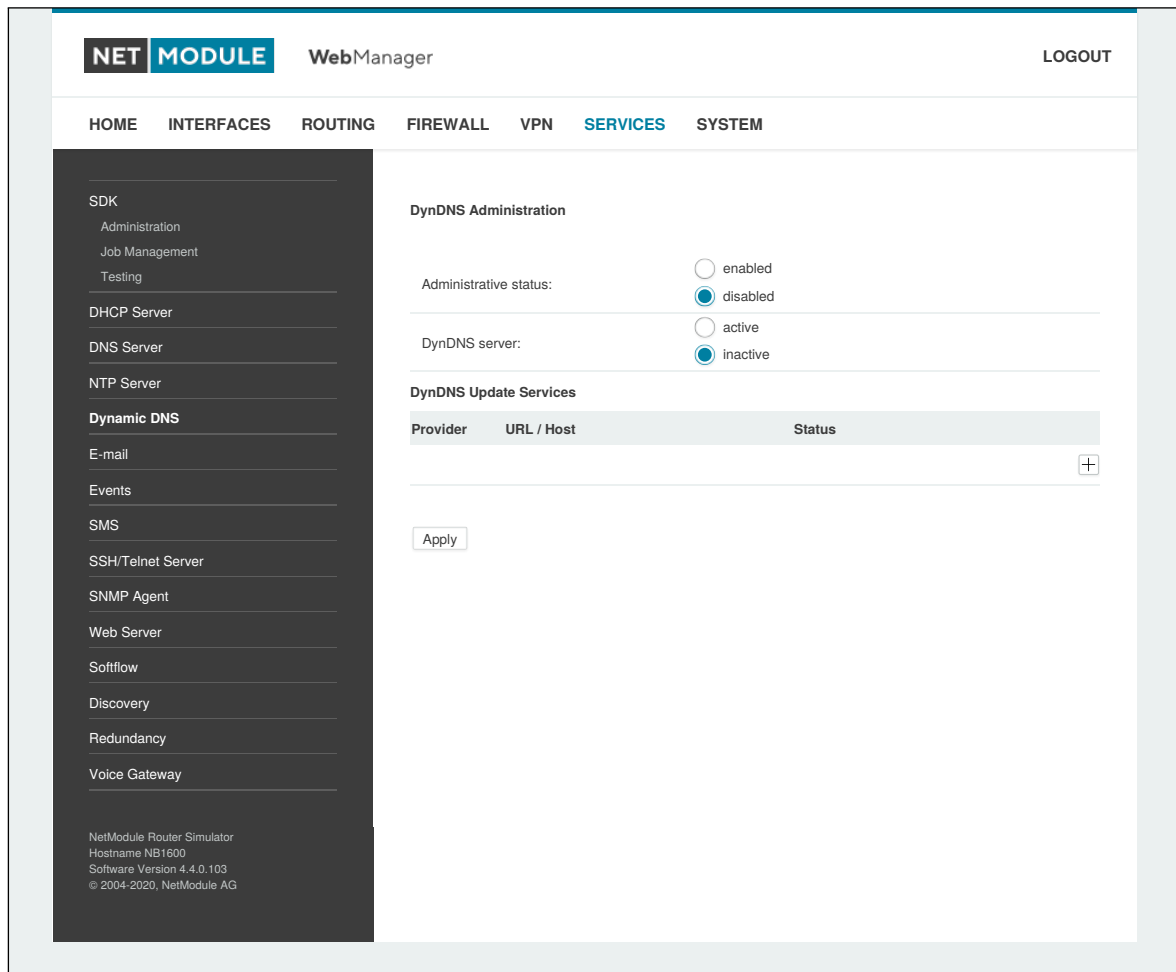 NET MODULE WebManager LOGOUT
HOME INTERFACES ROUTING FIREWALL VPN SERVICES SYSTEM
SDK
Administration
Job Management
Testing
DHCP Server
DNS Server
NTP Server
Dynamic DNS
E-mail
Events
SMS
SSH/Telnet Server
SNMP Agent
Web Server
Softflow
Discovery
Redundancy
Voice Gateway
NetModule Router Simulator
Hostname NB1600
Software Version 4.4.0.103
© 2004-2020, NetModule AG
DynDNS Administration
Administrative status:
enabled
disabled
DynDNS server:
active
inactive
DynDNS Update Services
Provider URL / Host Status
Apply